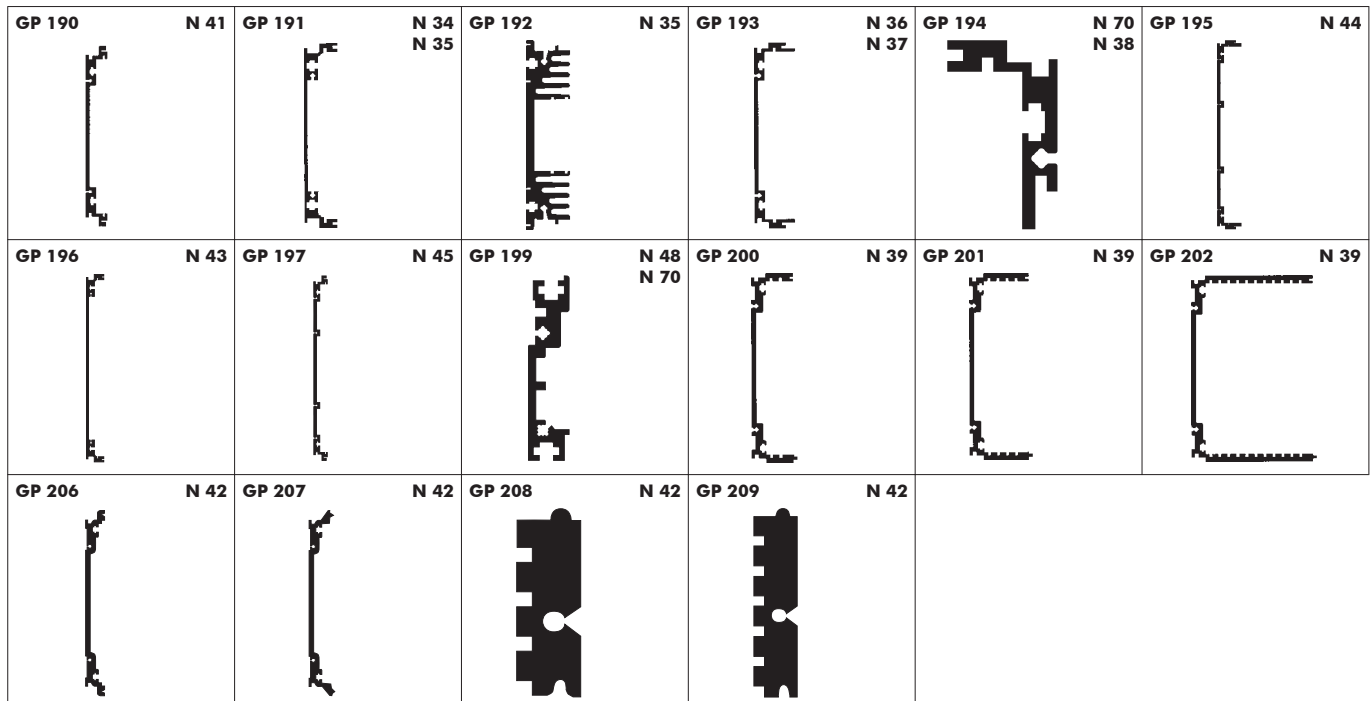 GP 190 N 41
GP 191 N 34
N 35
GP 192 N 35
GP 193 N 36
N 37
GP 194 N 70
N 38
GP 195 N 44
GP 196 N 43
GP 197 N 45
GP 199 N 48
N 70
GP 200 N 39
GP 201 N 39
GP 202 N 39
GP 206 N 42
GP 207 N 42
GP 208 N 42
GP 209 N 42